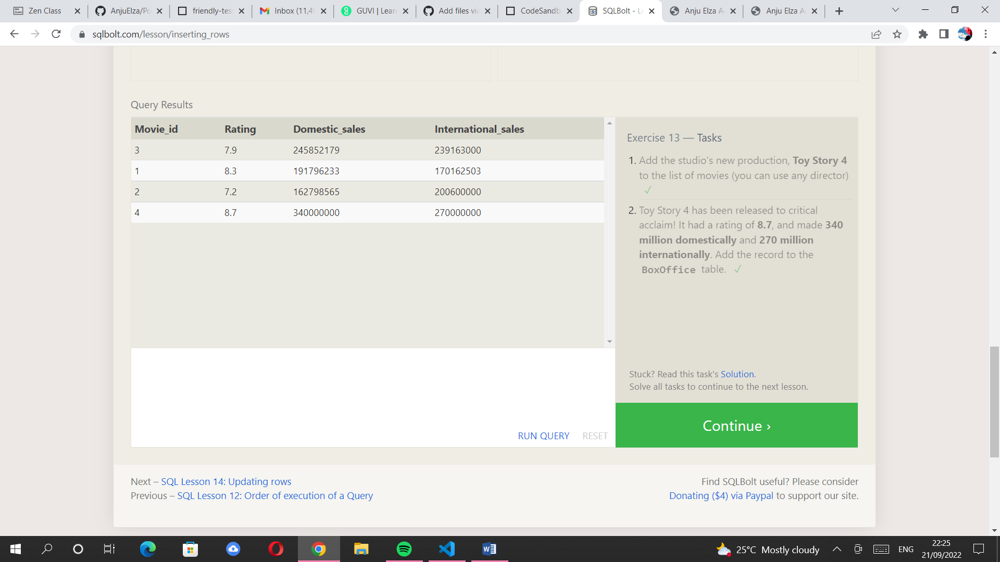 Zen Class
AnjuElza/Po
friendly-tes
Inbox (11,49
GUVI | Lear
Add files via
CodeSandb
SQLBolt - Le
Anju Elza A
Anju Elza A
sqlbolt.com/lesson/inserting_rows
Query Results
Movie_id Rating Domestic_sales International_sales
3 7.9 245852179 239163000
1 8.3 191796233 170162503
2 7.2 162798565 200600000
4 8.7 340000000 270000000
Exercise 13 — Tasks
1. Add the studio's new production, Toy Story 4
to the list of movies (you can use any director)
✓
2. Toy Story 4 has been released to critical
acclaim! It had a rating of 8.7, and made 340
million domestically and 270 million
internationally. Add the record to the
BoxOffice table. ✓
Stuck? Read this task's Solution.
Solve all tasks to continue to the next lesson.
RUN QUERY RESET
Continue ›
Next – SQL Lesson 14: Updating rows
Previous – SQL Lesson 12: Order of execution of a Query
Find SQLBolt useful? Please consider
Donating ($4) via Paypal to support our site.
25°C Mostly cloudy
ENG
22:25
21/09/2022